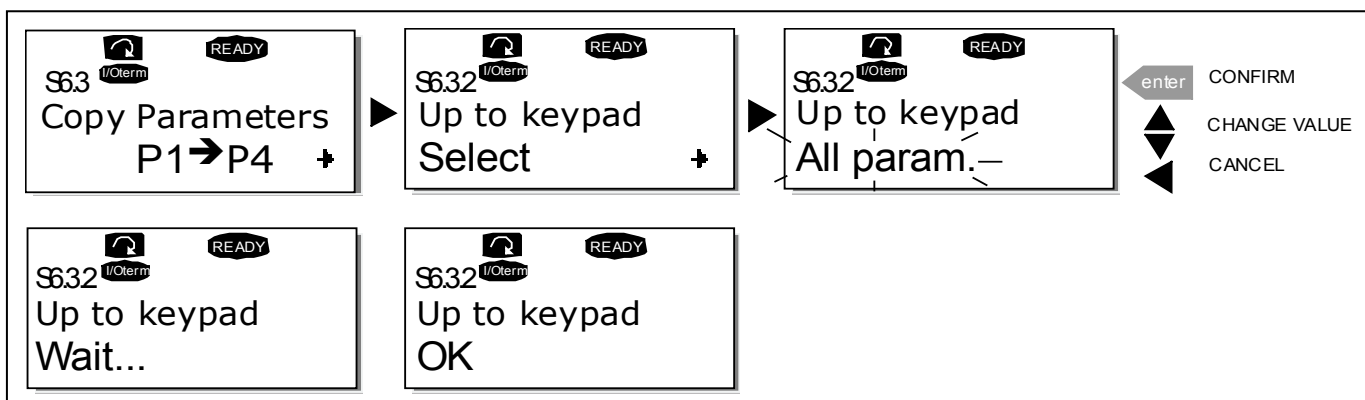 READY
S6.3 I/Oterm
Copy Parameters
P1➔P4
READY
S6.3.2 I/Oterm
Up to keypad
Select
READY
S6.3.2 I/Oterm
Up to keypad
All param.
enter CONFIRM
CHANGE VALUE
CANCEL
READY
S6.3.2 I/Oterm
Up to keypad
Wait...
READY
S6.3.2 I/Oterm
Up to keypad
OK